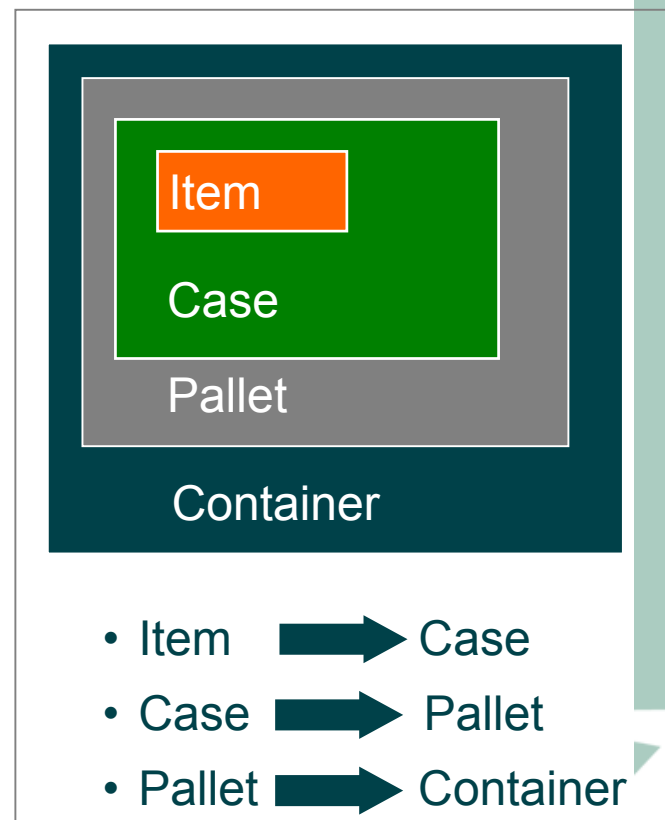 Item
Case
Pallet
Container
• Item Case
• Case Pallet
• Pallet Container